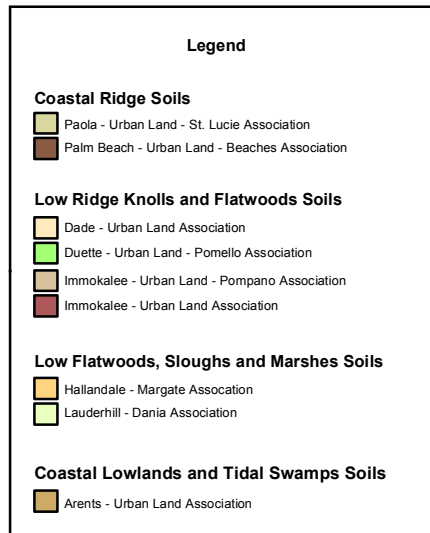 Legend
Coastal Ridge Soils
Paola - Urban Land - St. Lucie Association
Palm Beach - Urban Land - Beaches Association
Low Ridge Knolls and Flatwoods Soils
Dade - Urban Land Association
Duette - Urban Land - Pomello Association
Immokalee - Urban Land - Pompano Association
Immokalee - Urban Land Association
Low Flatwoods, Sloughs and Marshes Soils
Hallandale - Margate Assocation
Lauderhill - Dania Association
Coastal Lowlands and Tidal Swamps Soils
Arents - Urban Land Association